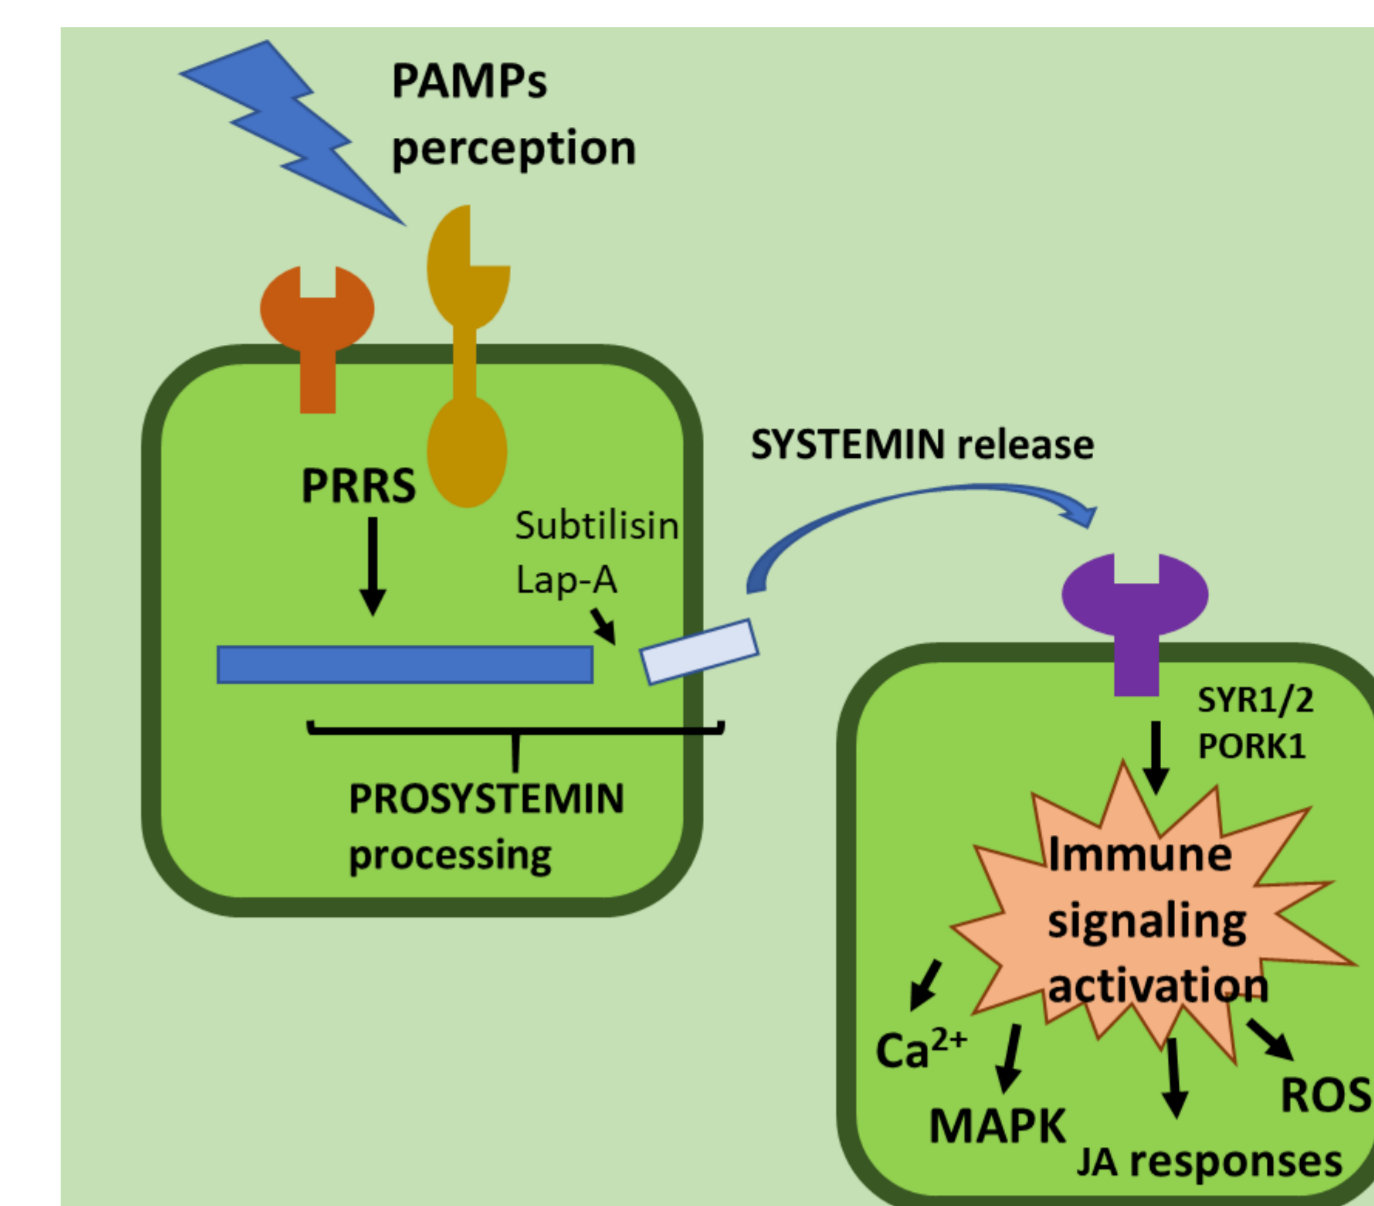 PAMPs
perception
PRRS
Subtilisin
Lap-A
PROSYSTEMIN
processing
SYSTEMIN release
SYR1/2
PORK1
Immune
signaling
activation
Ca²⁺
MAPK
JA responses
ROS